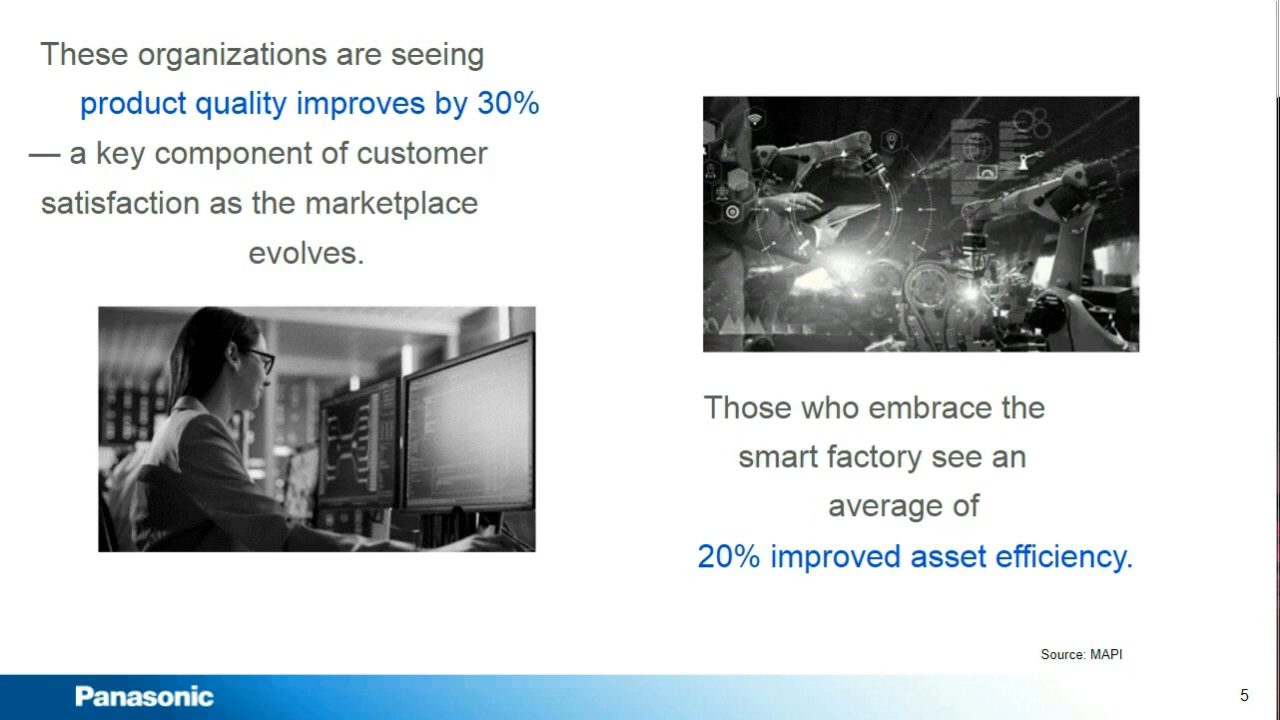 These organizations are seeing
product quality improves by 30%
— a key component of customer
satisfaction as the marketplace
evolves.
Those who embrace the
smart factory see an
average of
20% improved asset efficiency.
Source: MAPI
Panasonic
5